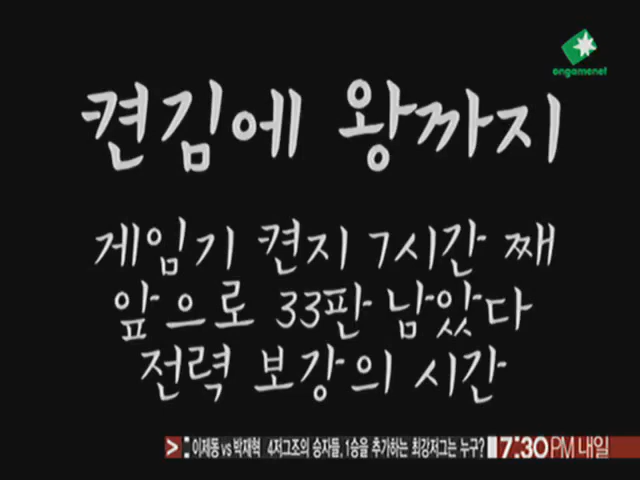 ongamenet
켠김에 왕까지
게임기 켠지 7시간 째
앞으로 33판 남았다
전력 보강의 시간
이제동 vs 박재혁 4저그조의 승자들, 1승을 추가하는 최강저그는 누구? 7:30 PM 내일